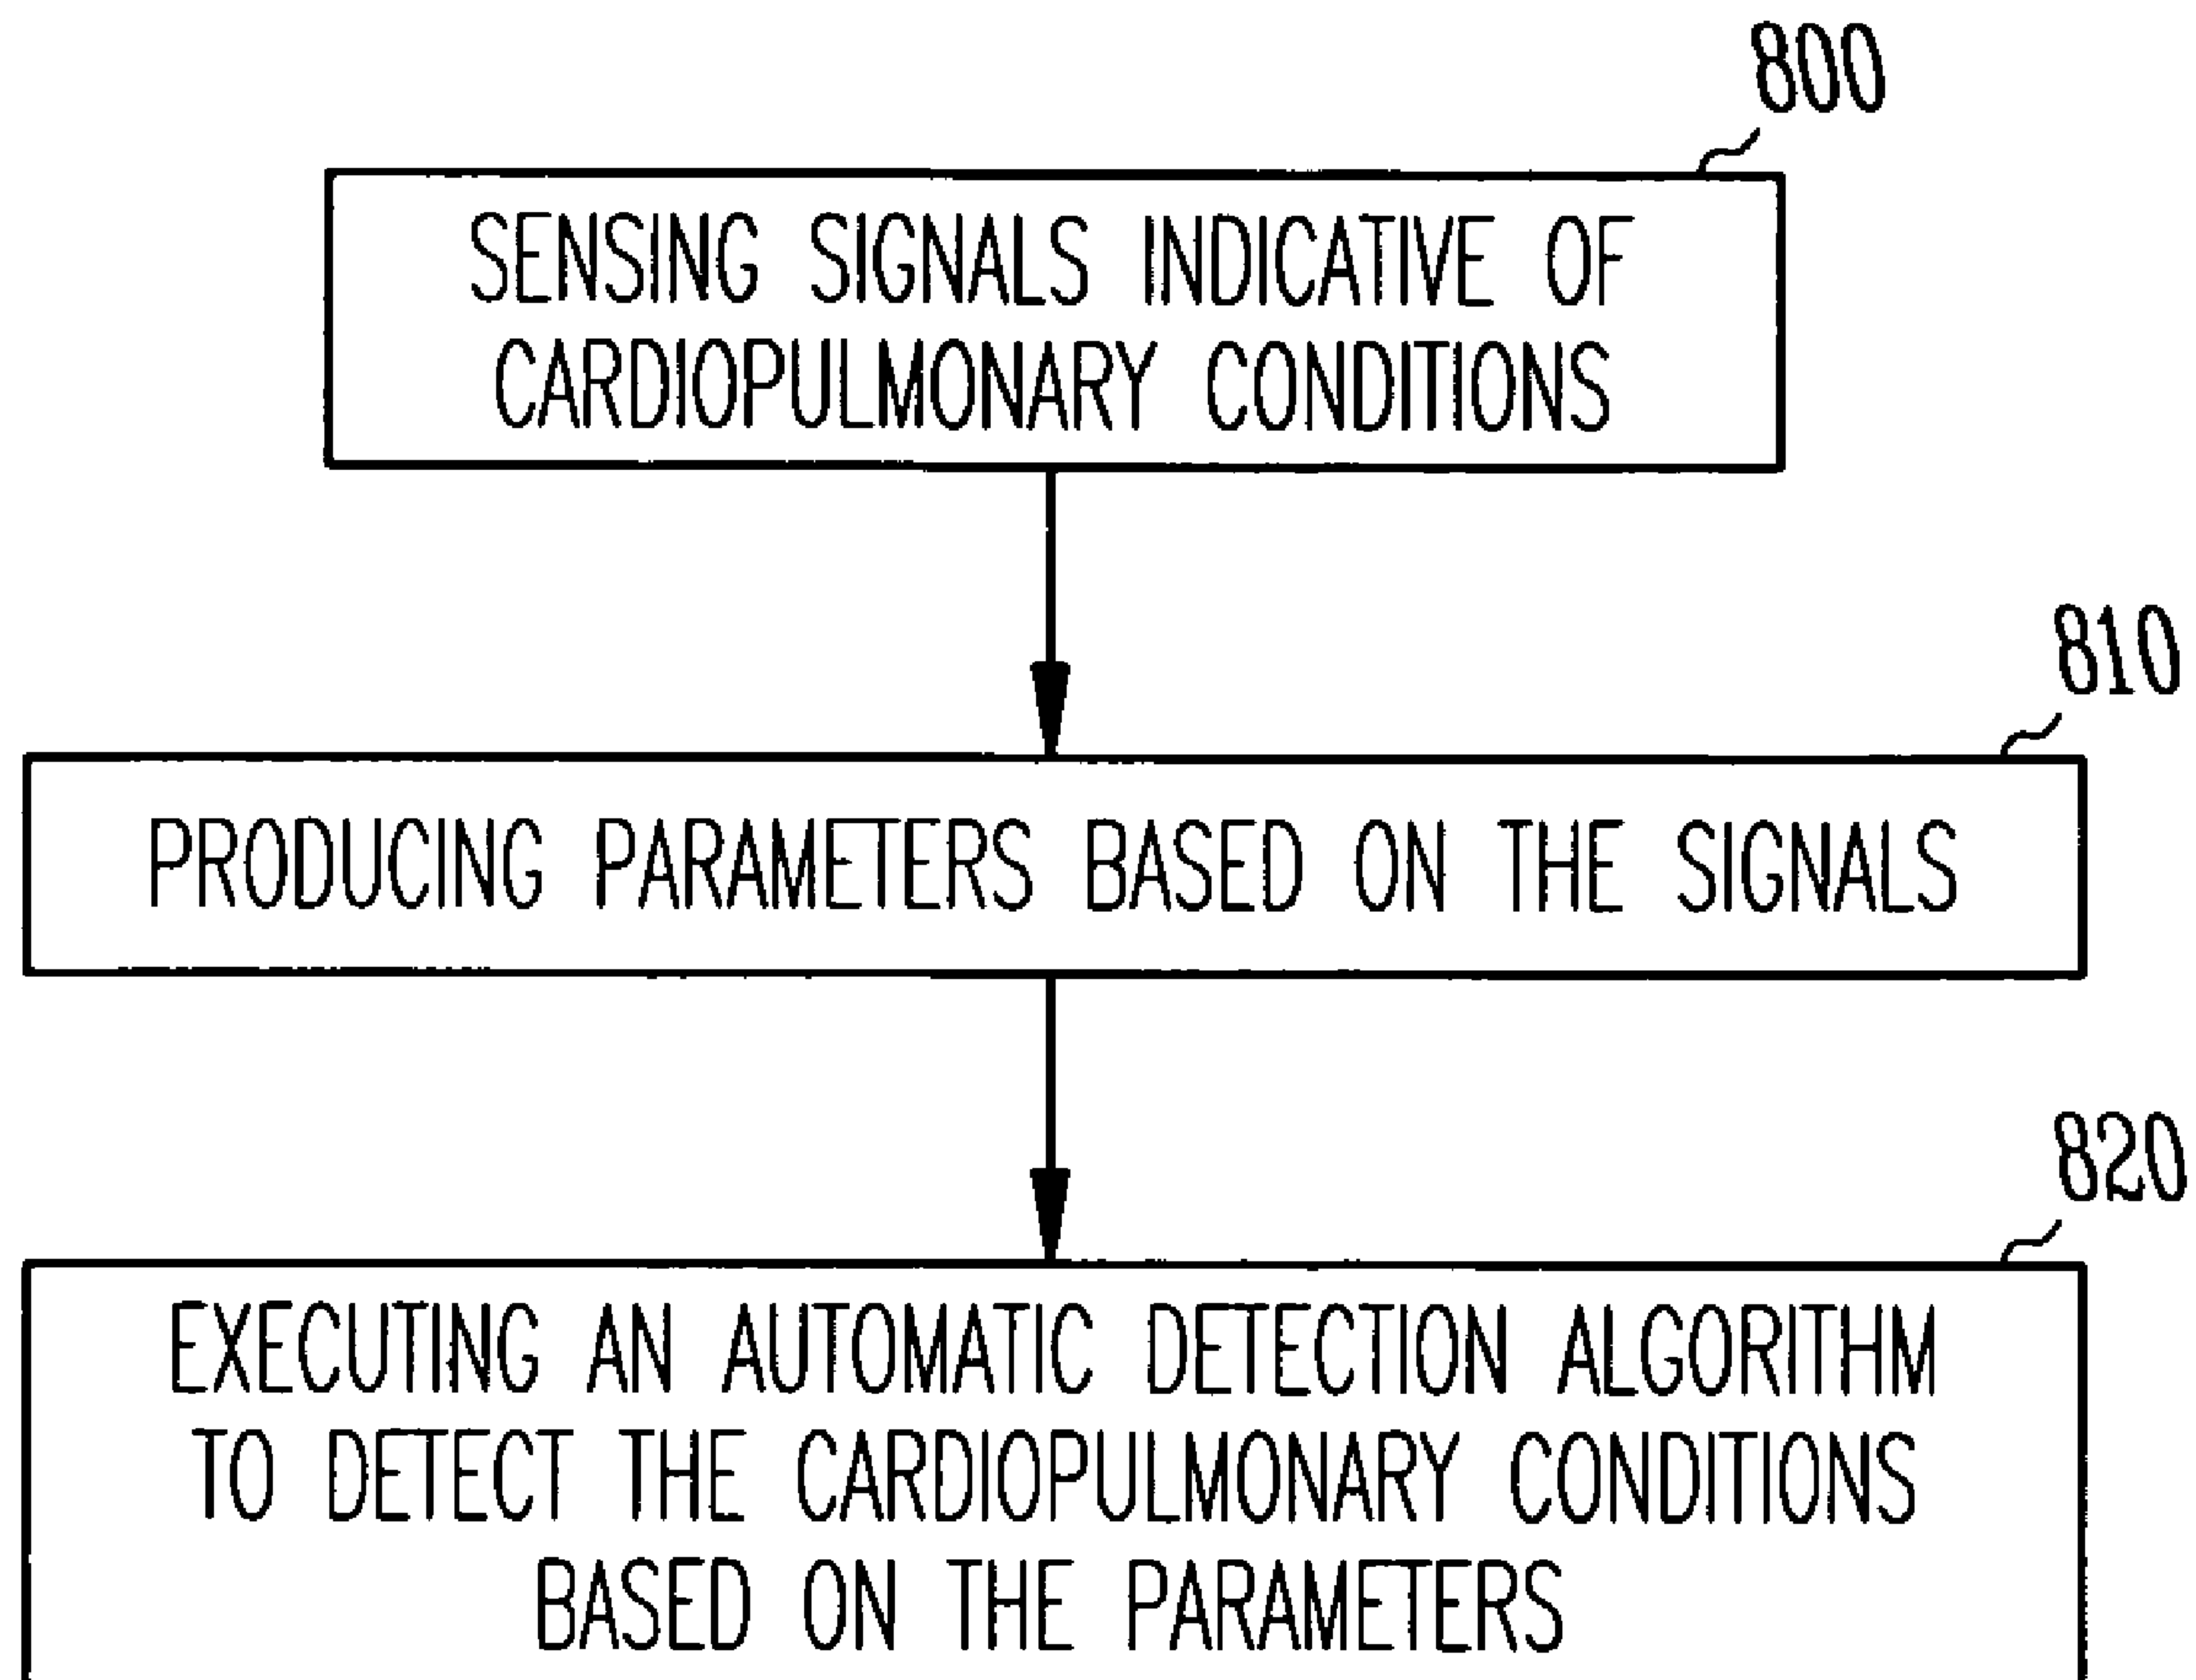 800
SENSING SIGNALS INDICATIVE OF
CARDIOPULMONARY CONDITIONS
810
PRODUCING PARAMETERS BASED ON THE SIGNALS
820
EXECUTING AN AUTOMATIC DETECTION ALGORITHM
TO DETECT THE CARDIOPULMONARY CONDITIONS
BASED ON THE PARAMETERS